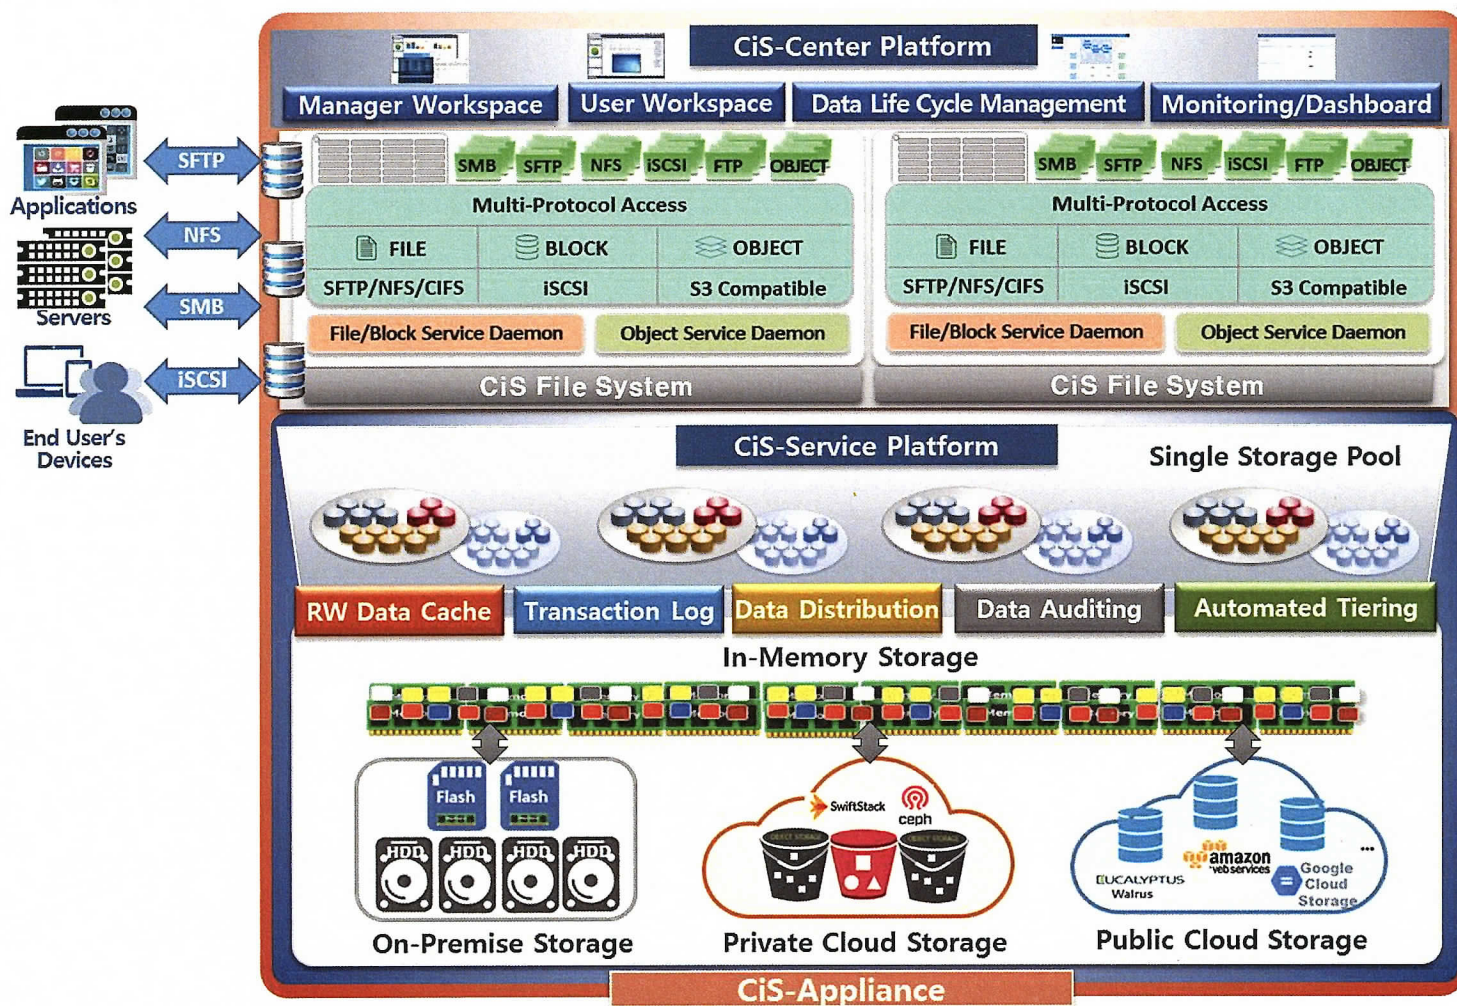 CiS-Center Platform
Manager Workspace
User Workspace
Data Life Cycle Management
Monitoring/Dashboard
SFTP
Applications
NFS
SMB
Servers
iSCSI
End User's
Devices
SMB
SFTP
NFS
iSCSI
FTP
OBJECT
Multi-Protocol Access
FILE
BLOCK
OBJECT
SFTP/NFS/CIFS
iSCSI
S3 Compatible
File/Block Service Daemon
Object Service Daemon
CiS File System
SMB
SFTP
NFS
iSCSI
FTP
OBJECT
Multi-Protocol Access
FILE
BLOCK
OBJECT
SFTP/NFS/CIFS
iSCSI
S3 Compatible
File/Block Service Daemon
Object Service Daemon
CiS File System
CiS-Service Platform
Single Storage Pool
RW Data Cache
Transaction Log
Data Distribution
Data Auditing
Automated Tiering
In-Memory Storage
Flash
Flash
HDD
HDD
HDD
HDD
On-Premise Storage
SwiftStack
ceph
OBJECT STORAGE
OBJECT STORAGE
Private Cloud Storage
EUCALYPTUS
Walrus
amazon
webservices
Google
Cloud
Storage
...
Public Cloud Storage
CiS-Appliance